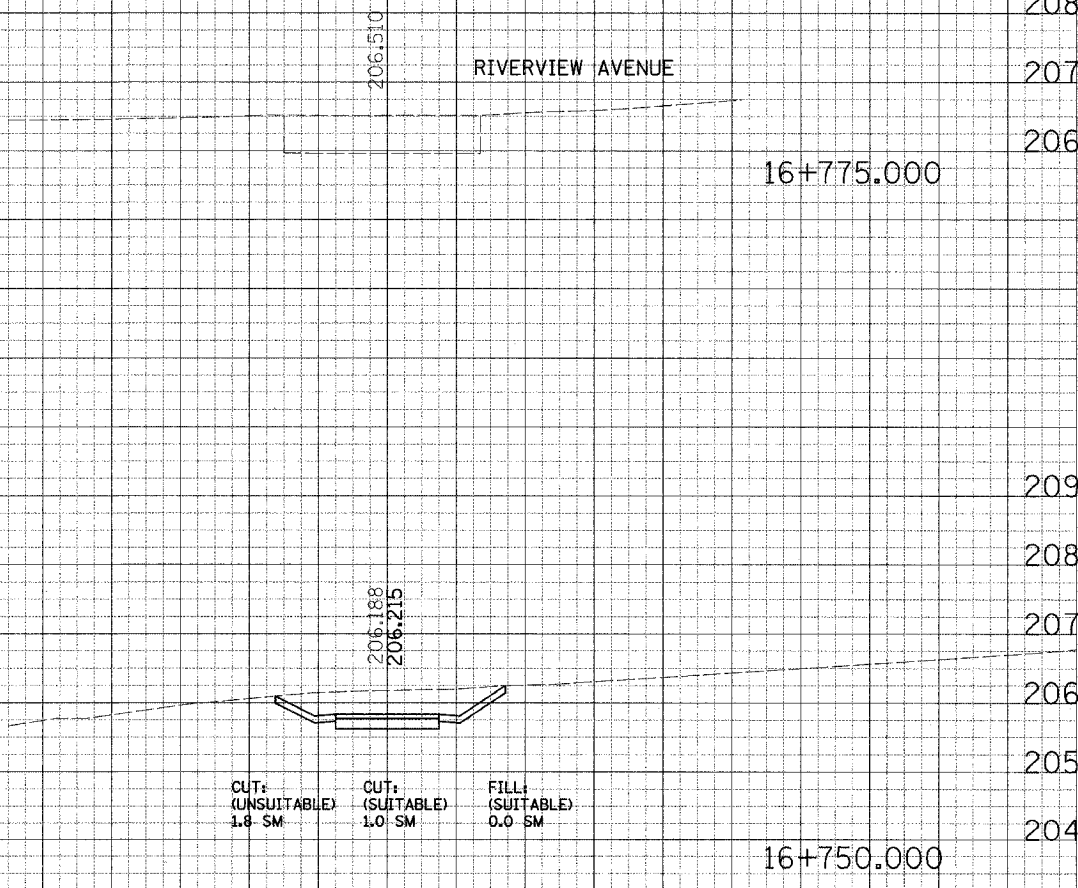 208
206.510
RIVERVIEW AVENUE
207
206
16+775.000
209
208
206.188
206.215
207
206
205
CUT:
(UNSUITABLE)
1.8 SM
CUT:
(SUITABLE)
1.0 SM
FILL:
(SUITABLE)
0.0 SM
204
16+750.000